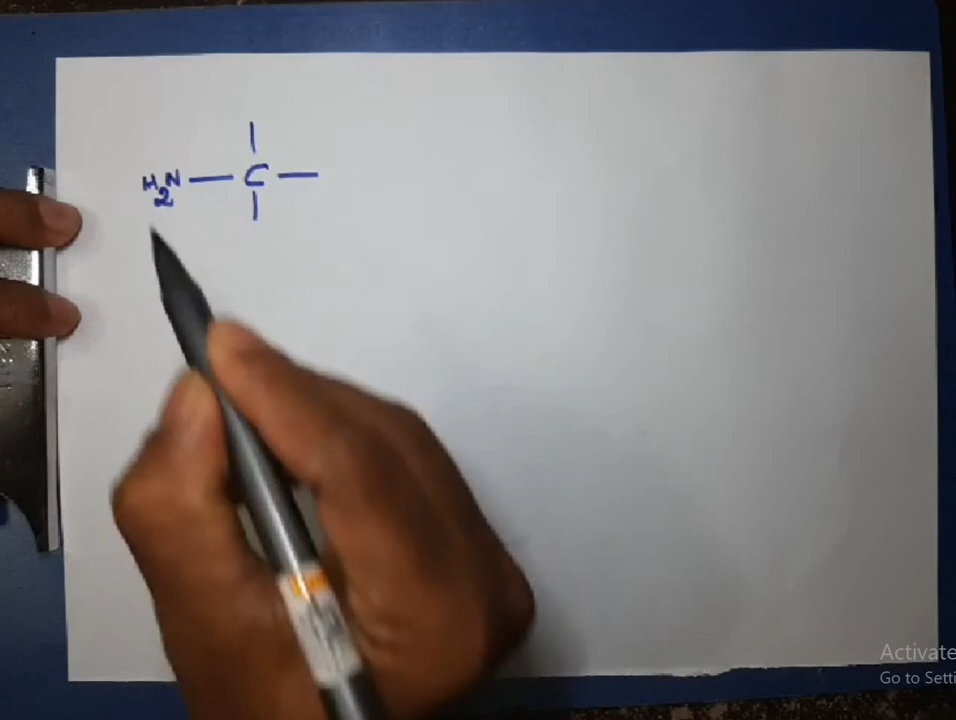 H₂N — C —
Activate
Go to Setti